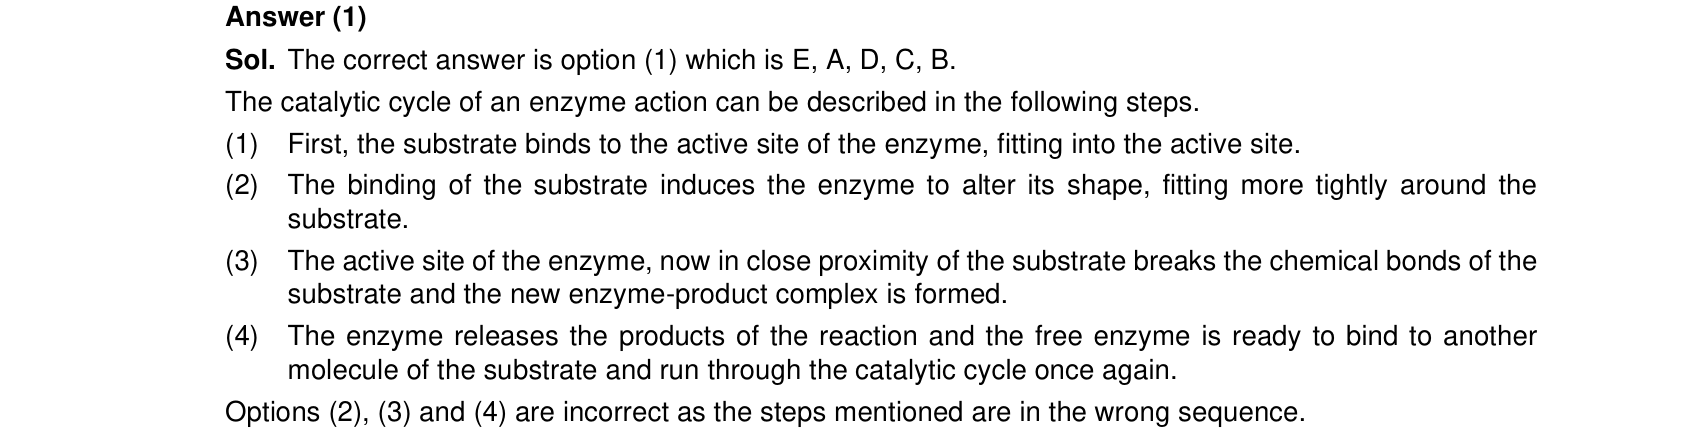 Answer (1)
Sol. The correct answer is option (1) which is E, A, D, C, B.
The catalytic cycle of an enzyme action can be described in the following steps.
(1) First, the substrate binds to the active site of the enzyme, fitting into the active site.
(2) The binding of the substrate induces the enzyme to alter its shape, fitting more tightly around the
substrate.
(3) The active site of the enzyme, now in close proximity of the substrate breaks the chemical bonds of the
substrate and the new enzyme-product complex is formed.
(4) The enzyme releases the products of the reaction and the free enzyme is ready to bind to another
molecule of the substrate and run through the catalytic cycle once again.
Options (2), (3) and (4) are incorrect as the steps mentioned are in the wrong sequence.